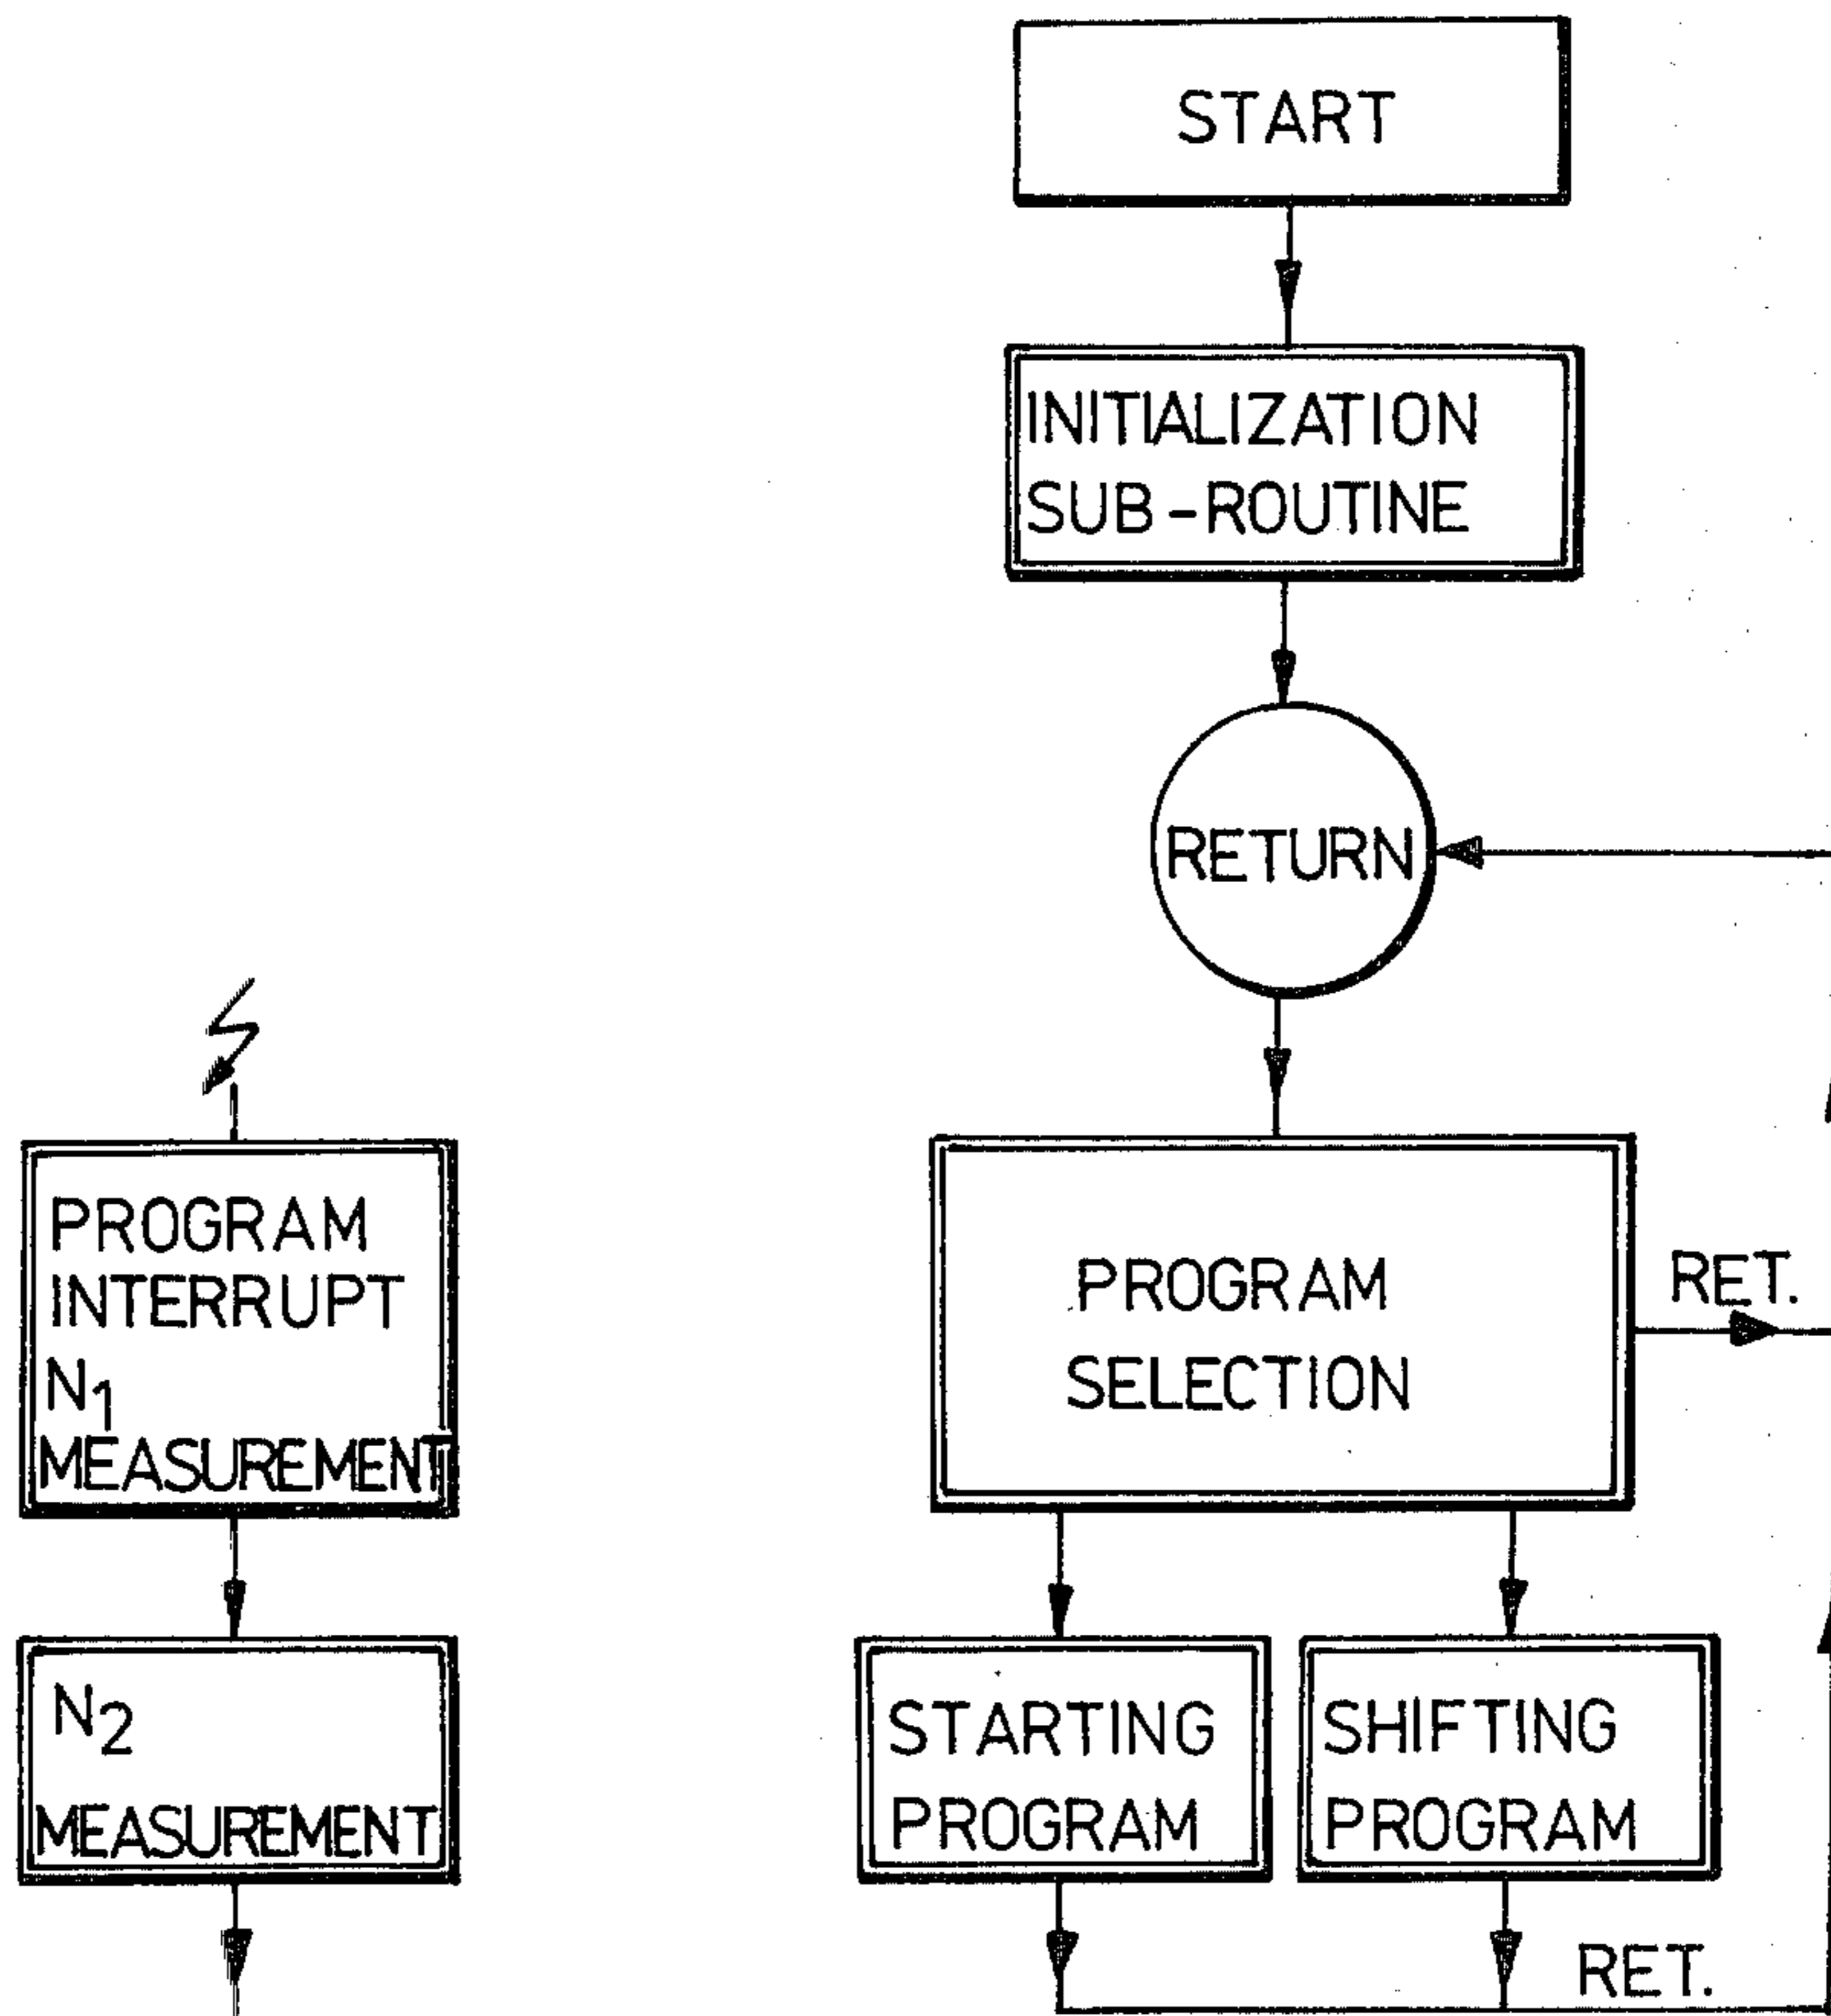 START
INITIALIZATION
SUB-ROUTINE
RETURN
PROGRAM
INTERRUPT
N1
MEASUREMENT
PROGRAM
SELECTION
RET.
N2
MEASUREMENT
STARTING
PROGRAM
SHIFTING
PROGRAM
RET.